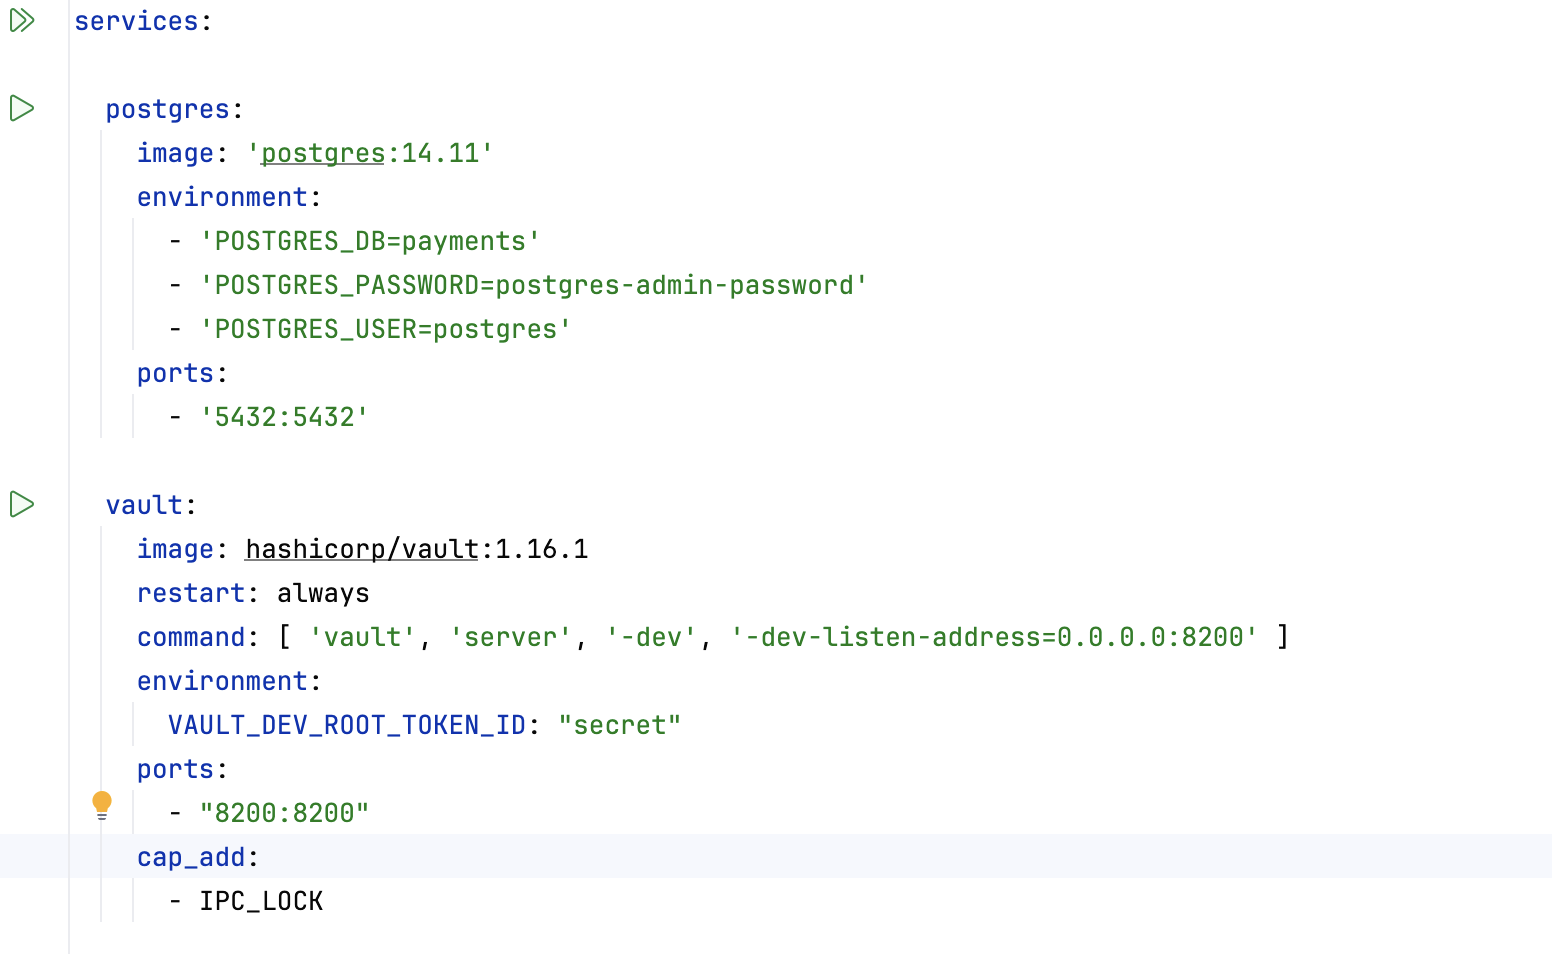 services:
  postgres:
    image: 'postgres:14.11'
    environment:
      - 'POSTGRES_DB=payments'
      - 'POSTGRES_PASSWORD=postgres-admin-password'
      - 'POSTGRES_USER=postgres'
    ports:
      - '5432:5432'
  vault:
    image: hashicorp/vault:1.16.1
    restart: always
    command: [ 'vault', 'server', '-dev', '-dev-listen-address=0.0.0.0:8200' ]
    environment:
      VAULT_DEV_ROOT_TOKEN_ID: "secret"
    ports:
      - "8200:8200"
    cap_add:
      - IPC_LOCK